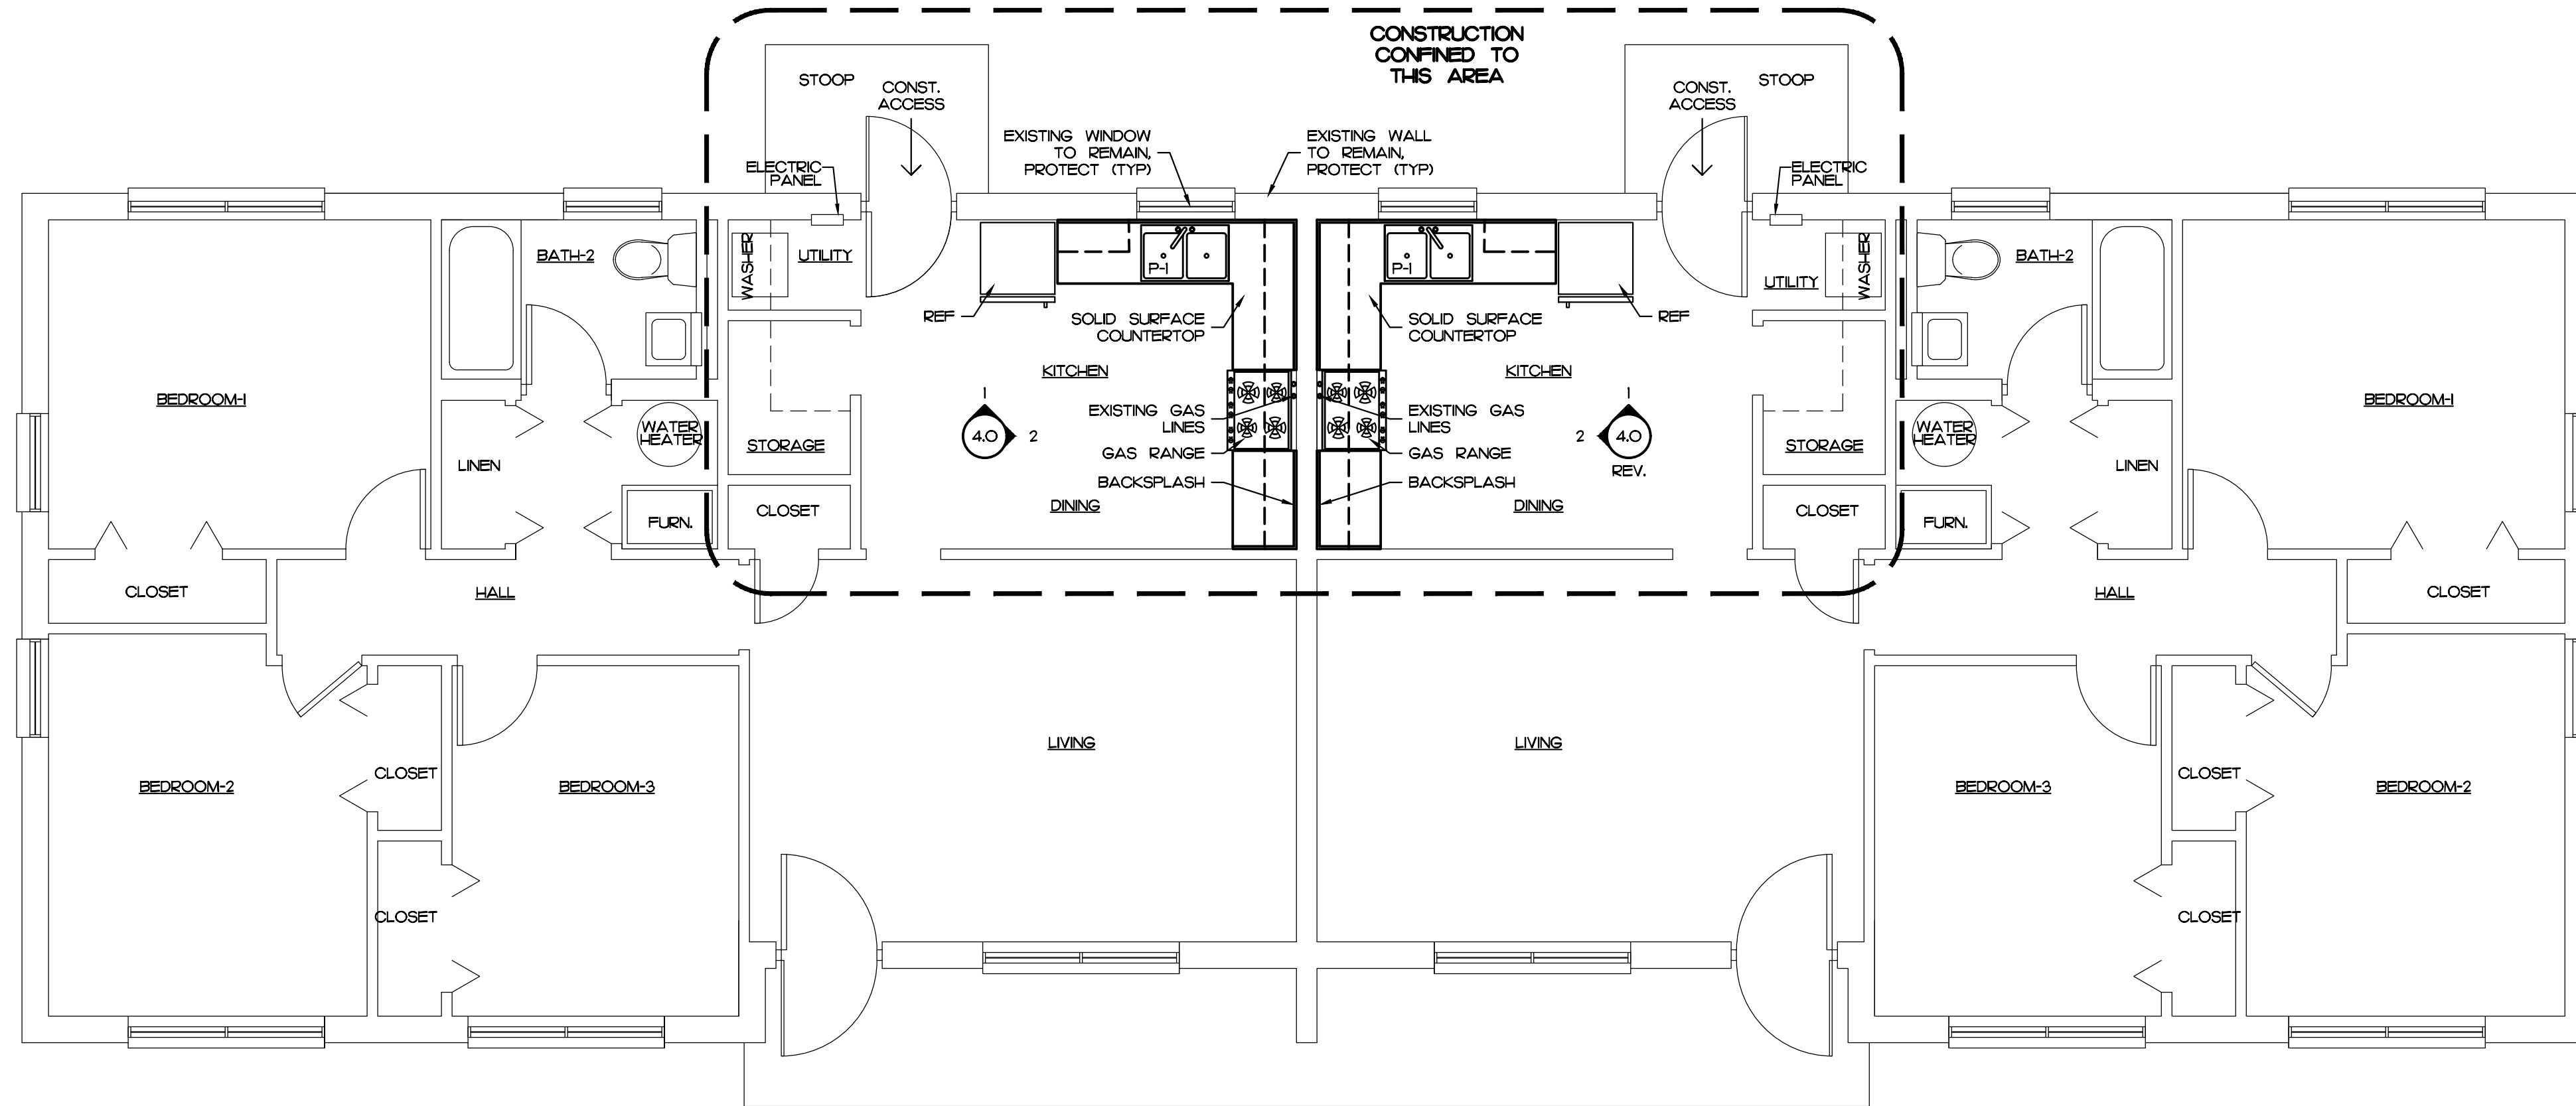 CONSTRUCTION
CONFINED TO
THIS AREA
STOOP
CONST.
ACCESS
EXISTING WINDOW
TO REMAIN,
PROTECT (TYP)
EXISTING WALL
TO REMAIN,
PROTECT (TYP)
CONST.
ACCESS
STOOP
ELECTRIC
PANEL
ELECTRIC
PANEL
BATH-2
WASHER
UTILITY
P-1
P-1
UTILITY
WASHER
BATH-2
REF
SOLID SURFACE
COUNTERTOP
SOLID SURFACE
COUNTERTOP
REF
BEDROOM-1
KITCHEN
KITCHEN
BEDROOM-1
WATER
HEATER
LINEN
STORAGE
1
4.0
2
EXISTING GAS
LINES
GAS RANGE
BACKSPLASH
EXISTING GAS
LINES
GAS RANGE
BACKSPLASH
1
2
4.0
REV.
STORAGE
WATER
HEATER
LINEN
FURN.
CLOSET
DINING
DINING
CLOSET
FURN.
CLOSET
HALL
HALL
CLOSET
BEDROOM-2
CLOSET
BEDROOM-3
LIVING
LIVING
BEDROOM-3
CLOSET
BEDROOM-2
CLOSET
CLOSET